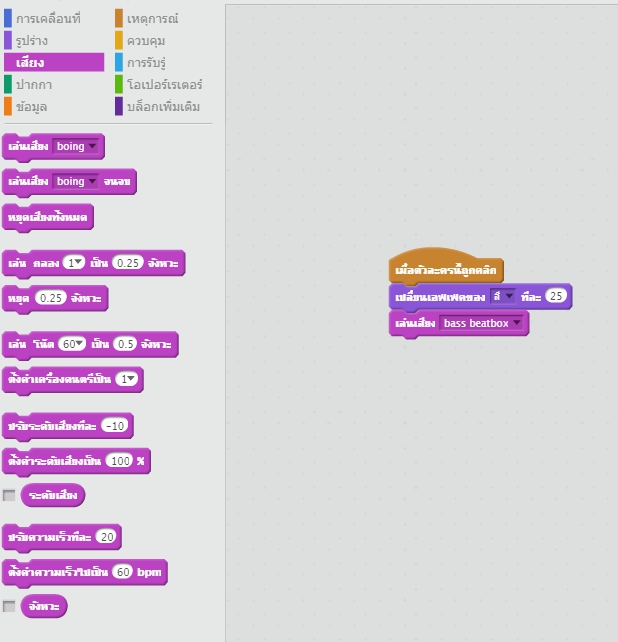 การเคลื่อนที่ เหตุการณ์
รูปร่าง ควบคุม
เสียง การรับรู้
ปากกา โอเปอร์เรเตอร์
ข้อมูล บล็อกเพิ่มเติม
เล่นเสียง boing
เล่นเสียง boing จนจบ
หยุดเสียงทั้งหมด
เล่น กลอง 1 เป็น 0.25 จังหวะ
หยุด 0.25 จังหวะ
เล่น โน้ต 60 เป็น 0.5 จังหวะ
ตั้งค่าเครื่องดนตรีเป็น 1
ปรับระดับเสียงทีละ -10
ตั้งค่าระดับเสียงเป็น 100 %
ระดับเสียง
ปรับความเร็วทีละ 20
ตั้งค่าความเร็วไปเป็น 60 bpm
จังหวะ
เมื่อตัวละครนี้ถูกคลิก
เปลี่ยนเอฟเฟคของ สี ทีละ 25
เล่นเสียง bass beatbox